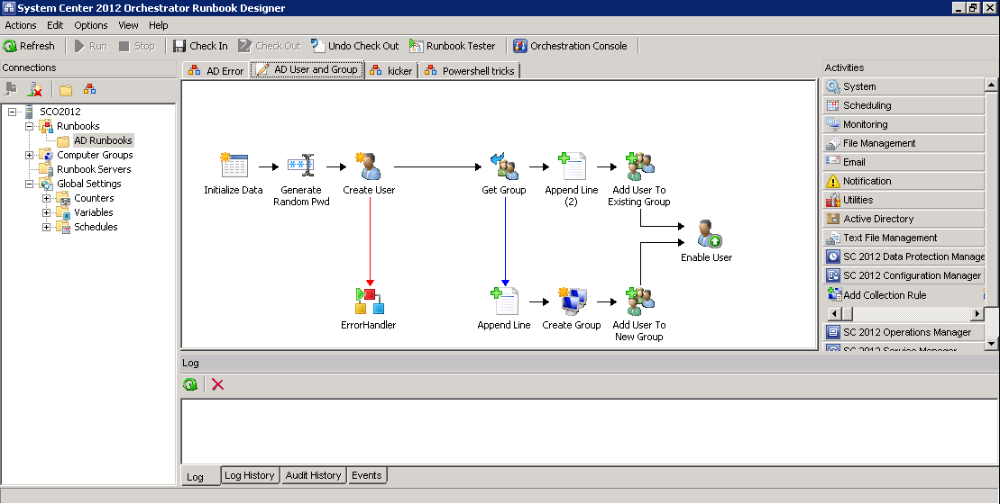 System Center 2012 Orchestrator Runbook Designer
Actions Edit Options View Help
Refresh Run Stop Check In Check Out Undo Check Out Runbook Tester Orchestration Console
Connections
SCO2012
Runbooks
AD Runbooks
Computer Groups
Runbook Servers
Global Settings
Counters
Variables
Schedules
AD Error AD User and Group kicker Powershell tricks
Initialize Data
Generate
Random Pwd
Create User
Get Group
Append Line
(2)
Add User To
Existing Group
Enable User
ErrorHandler
Append Line
Create Group
Add User To
New Group
Activities
System
Scheduling
Monitoring
File Management
Email
Notification
Utilities
Active Directory
Text File Management
SC 2012 Data Protection Manage
SC 2012 Configuration Manager
Add Collection Rule
SC 2012 Operations Manager
SC 2012 Service Manager
Log
Log Log History Audit History Events